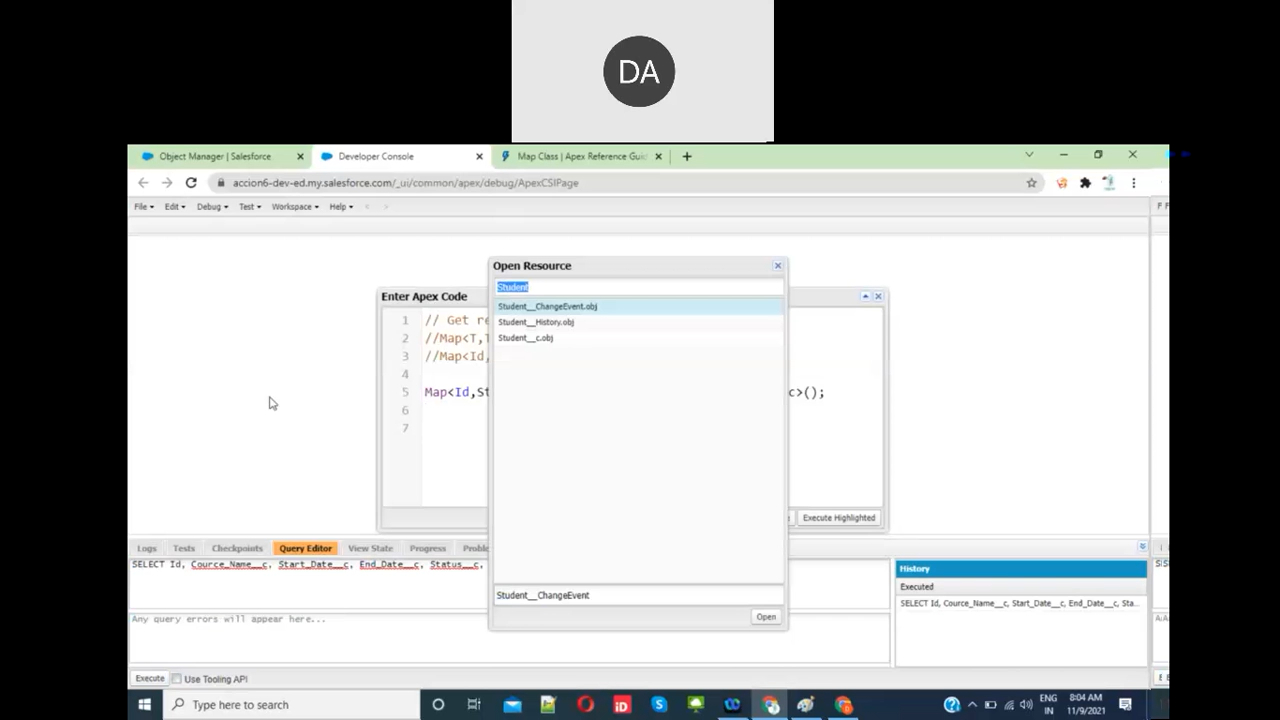 DA
Object Manager | Salesforce
Developer Console
Map Class | Apex Reference Gui
accion6-dev-ed.my.salesforce.com/_ui/common/apex/debug/ApexCSIPage
File Edit Debug Test Workspace Help < >
Open Resource
Student
Student__ChangeEvent.obj
Student__History.obj
Student__c.obj
Student__ChangeEvent
Open
Enter Apex Code
1 // Get re
2 //Map<T,T
3 //Map<Id,
4
5 Map<Id,St c>();
6
7
Execute Highlighted
Logs Tests Checkpoints Query Editor View State Progress Proble
SELECT Id, Cource_Name__c, Start_Date__c, End_Date__c, Status__c,
Any query errors will appear here...
History
Executed
SELECT Id, Cource_Name__c, Start_Date__c, End_Date__c, Sta...
Execute Use Tooling API
Type here to search
ENG
IN
8:04 AM
11/9/2021